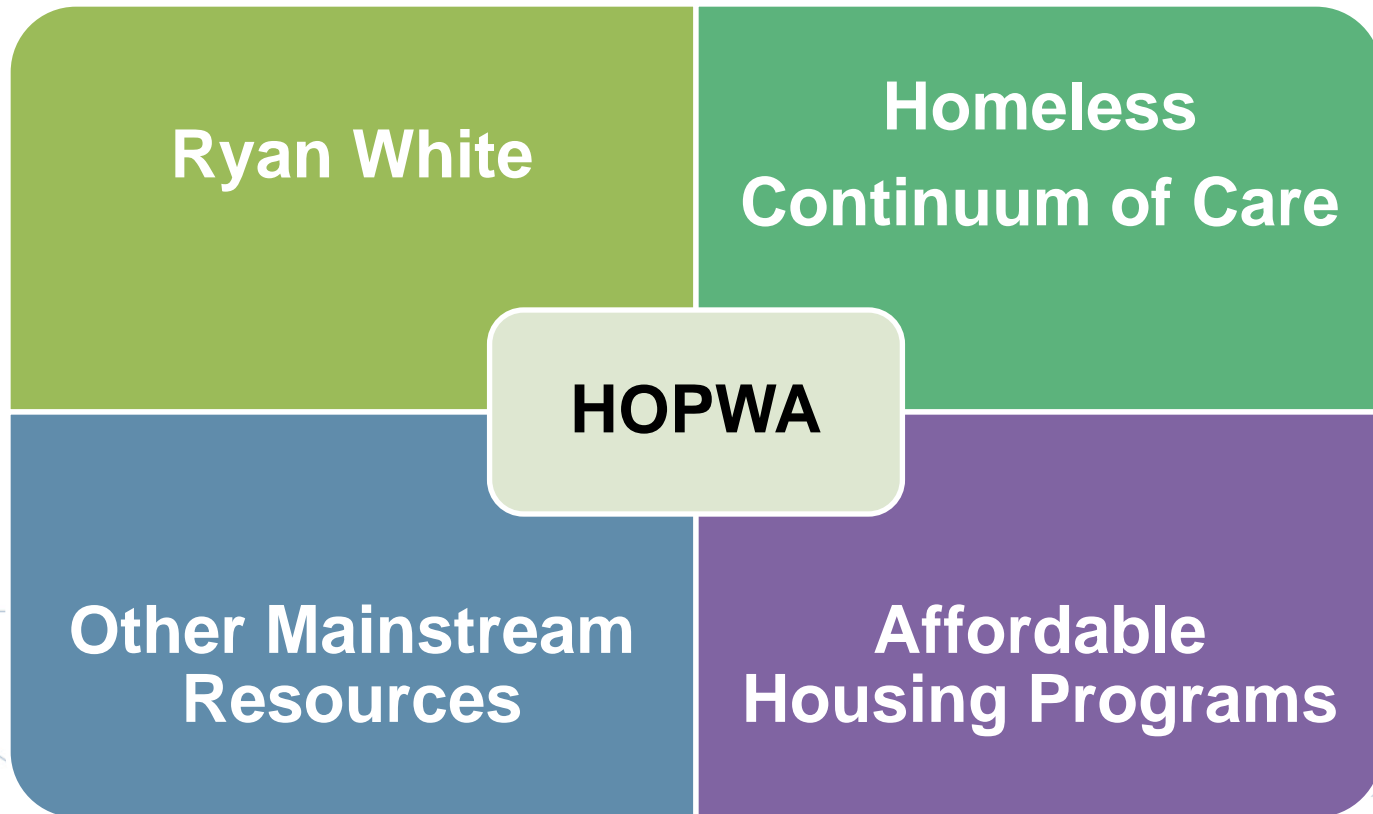 Ryan White
Homeless
Continuum of Care
HOPWA
Other Mainstream
Resources
Affordable
Housing Programs